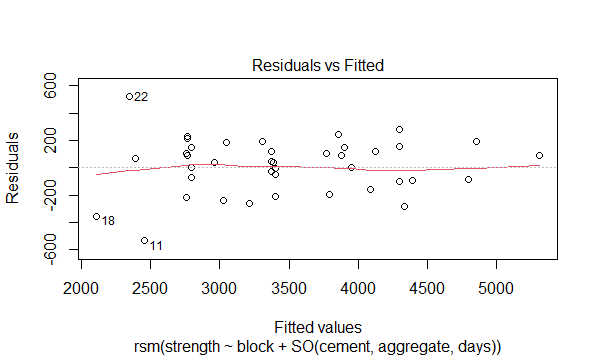 Residuals vs Fitted
Residuals
600
200
-200
-600
22
18
11
2000 2500 3000 3500 4000 4500 5000
Fitted values
rsm(strength ~ block + SO(cement, aggregate, days))